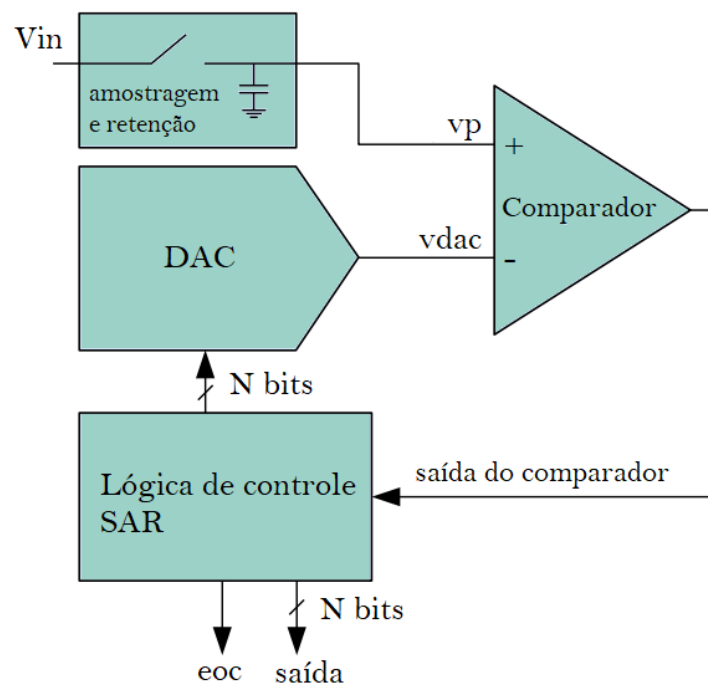 Vin
amostragem
e retenção
vp
+
Comparador
DAC
vdac
-
N bits
Lógica de controle
SAR
saída do comparador
N bits
eoc
saída